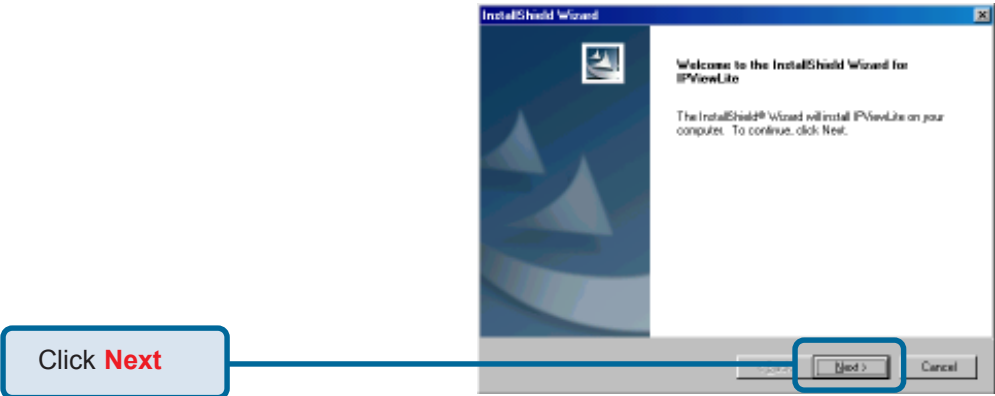 InstallShield Wizard
Welcome to the InstallShield Wizard for
IPViewLite
The InstallShield® Wizard will install IPViewLite on your
computer. To continue, click Next.
Click Next
Next >
Cancel